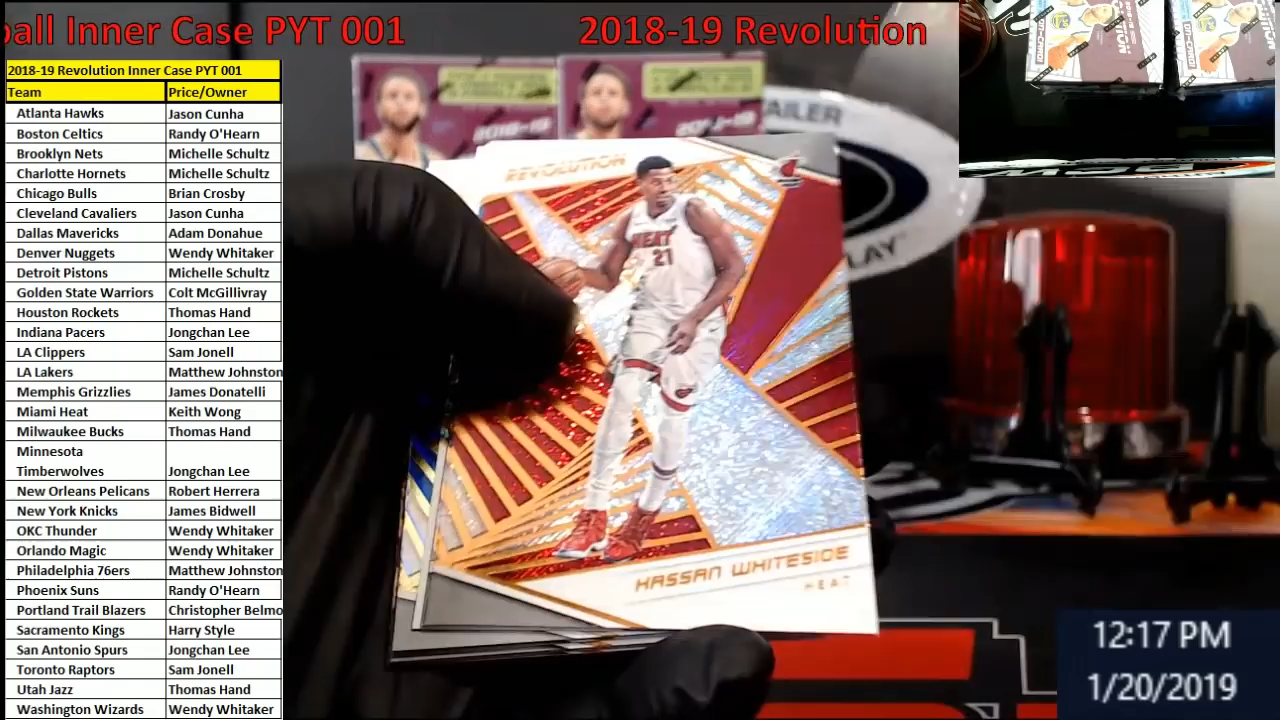 ball Inner Case PYT 001 2018-19 Revolution
2018-19 Revolution Inner Case PYT 001
Team Price/Owner
Atlanta Hawks Jason Cunha
Boston Celtics Randy O'Hearn
Brooklyn Nets Michelle Schultz
Charlotte Hornets Michelle Schultz
Chicago Bulls Brian Crosby
Cleveland Cavaliers Jason Cunha
Dallas Mavericks Adam Donahue
Denver Nuggets Wendy Whitaker
Detroit Pistons Michelle Schultz
Golden State Warriors Colt McGillivray
Houston Rockets Thomas Hand
Indiana Pacers Jongchan Lee
LA Clippers Sam Jonell
LA Lakers Matthew Johnston
Memphis Grizzlies James Donatelli
Miami Heat Keith Wong
Milwaukee Bucks Thomas Hand
Minnesota
Timberwolves Jongchan Lee
New Orleans Pelicans Robert Herrera
New York Knicks James Bidwell
OKC Thunder Wendy Whitaker
Orlando Magic Wendy Whitaker
Philadelphia 76ers Matthew Johnston
Phoenix Suns Randy O'Hearn
Portland Trail Blazers Christopher Belmo
Sacramento Kings Harry Style
San Antonio Spurs Jongchan Lee
Toronto Raptors Sam Jonell
Utah Jazz Thomas Hand
Washington Wizards Wendy Whitaker
2018-19
REVOLUTION
HEAT
21
HASSAN WHITESIDE
HEAT
AILER
LAY
12:17 PM
1/20/2019